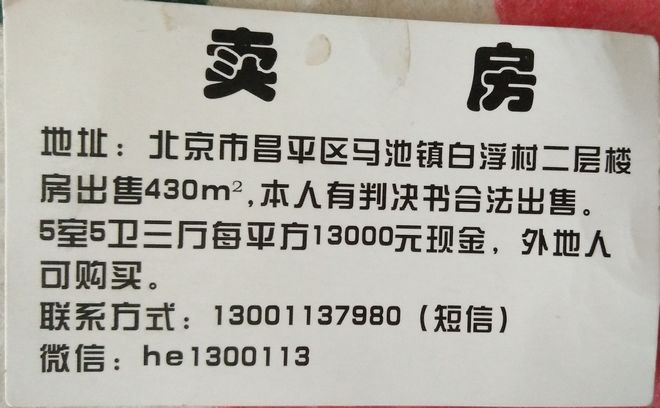 卖 房
地址：北京市昌平区马池镇白浮村二层楼
房出售430m²,本人有判决书合法出售。
5室5卫三厅每平方13000元现金，外地人
可购买。
联系方式：13001137980（短信）
微信：he1300113